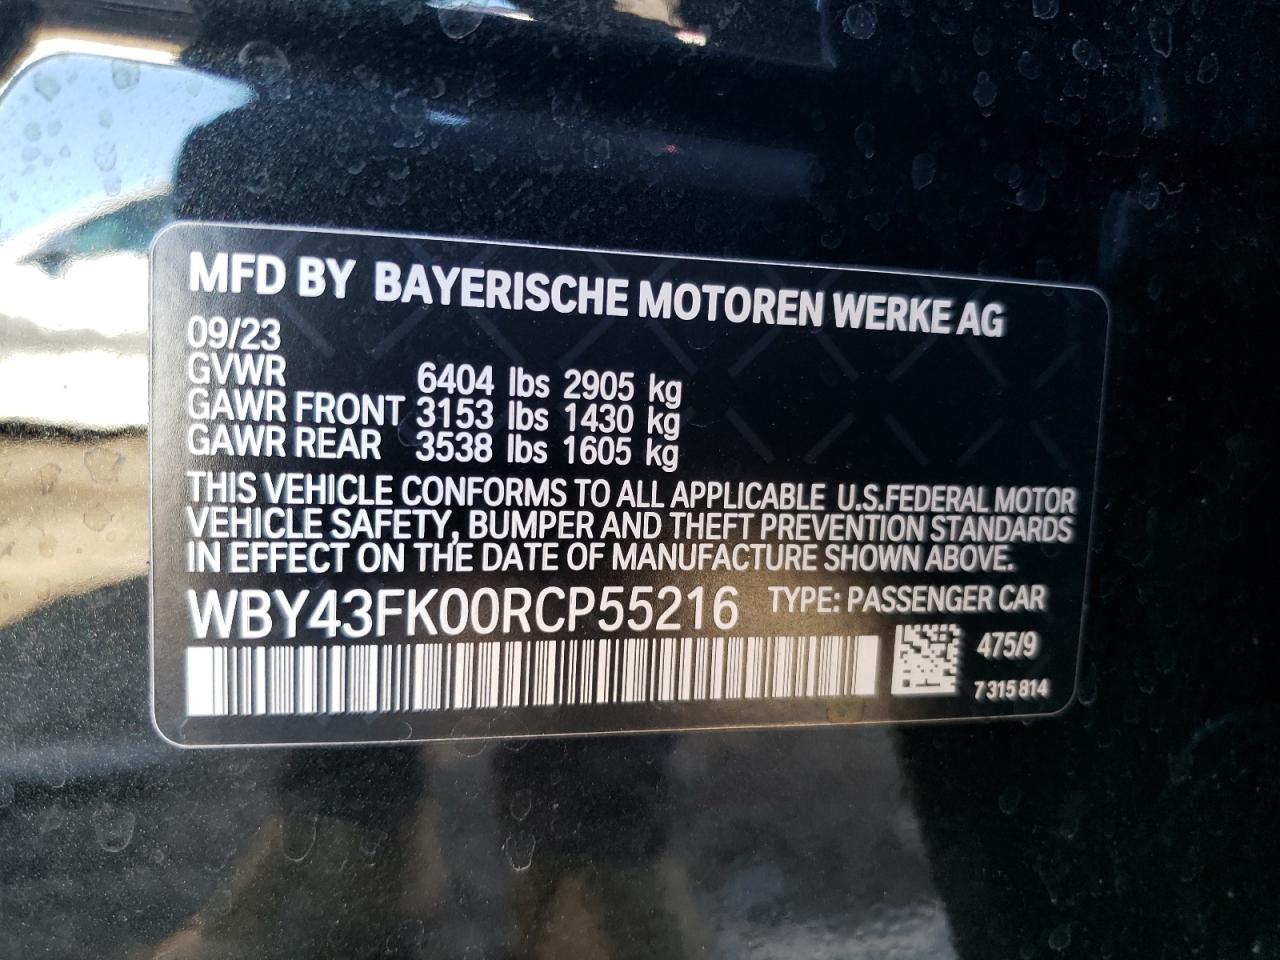 MFD BY BAYERISCHE MOTOREN WERKE AG
09/23
GVWR 6404 lbs 2905 kg
GAWR FRONT 3153 lbs 1430 kg
GAWR REAR 3538 lbs 1605 kg
THIS VEHICLE CONFORMS TO ALL APPLICABLE U.S.FEDERAL MOTOR
VEHICLE SAFETY, BUMPER AND THEFT PREVENTION STANDARDS
IN EFFECT ON THE DATE OF MANUFACTURE SHOWN ABOVE.
WBY43FK00RCP55216 TYPE: PASSENGER CAR
475/9
7 315 814